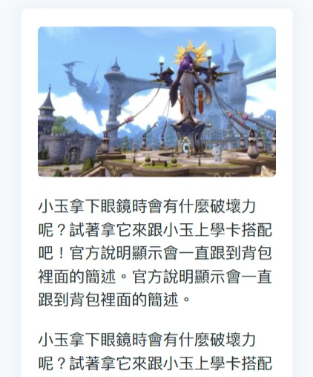 小玉拿下眼鏡時會有什麼破壞力
呢？試著拿它來跟小玉上學卡搭配
吧！官方說明顯示會一直跟到背包
裡面的簡述。官方說明顯示會一直
跟到背包裡面的簡述。
小玉拿下眼鏡時會有什麼破壞力
呢？試著拿它來跟小玉上學卡搭配